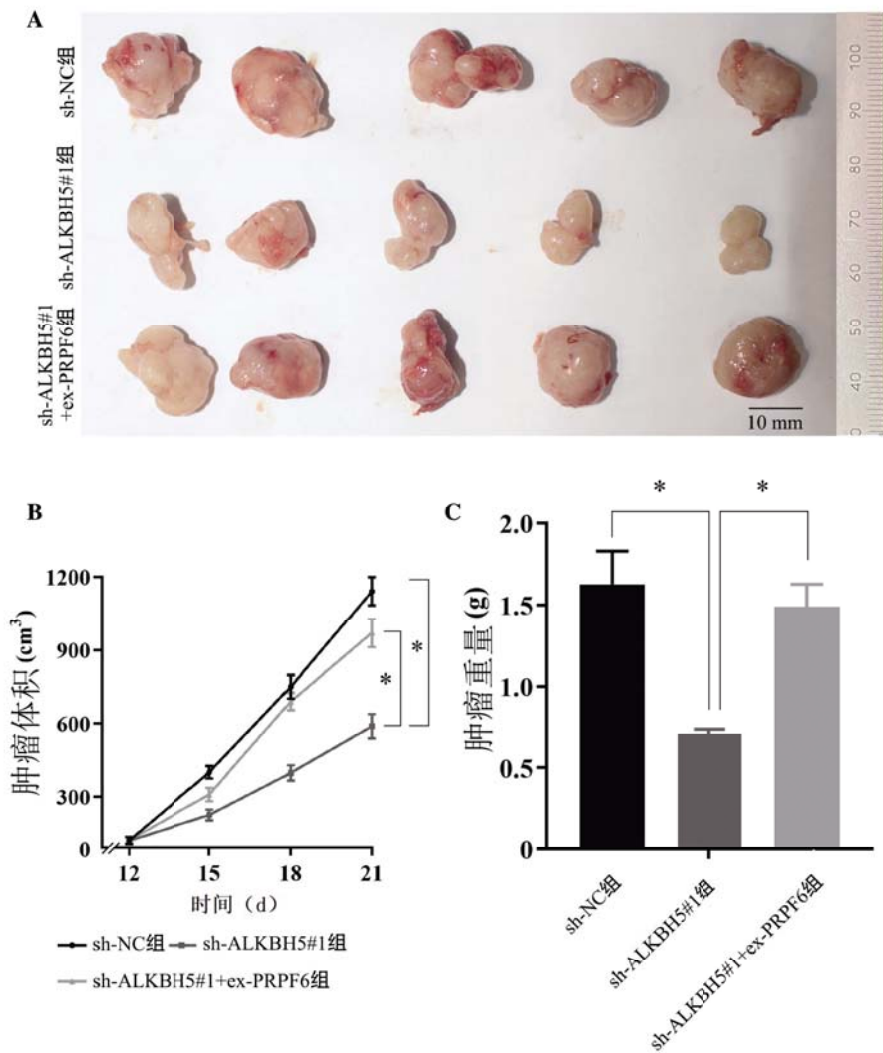 A
sh-NC组
sh-ALKBH5#1组
sh-ALKBH5#1
+ex-PRPF6组
100
90
80
70
60
50
40
30
10 mm
B
肿瘤体积 (cm³)
1200
900
600
300
0
12 15 18 21
时间(d)
sh-NC组 sh-ALKBH5#1组
sh-ALKBH5#1+ex-PRPF6组
* *
C
肿瘤重量 (g)
2.0
1.5
1.0
0.5
0
* *
sh-NC组
sh-ALKBH5#1组
sh-ALKBH5#1+ex-PRPF6组